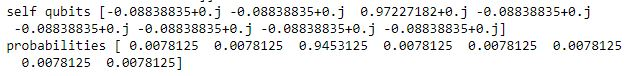 self qubits [-0.08838835+0.j -0.08838835+0.j  0.97227182+0.j -0.08838835+0.j
 -0.08838835+0.j -0.08838835+0.j -0.08838835+0.j -0.08838835+0.j]
probabilities [ 0.0078125  0.0078125  0.9453125  0.0078125  0.0078125  0.0078125
  0.0078125  0.0078125]